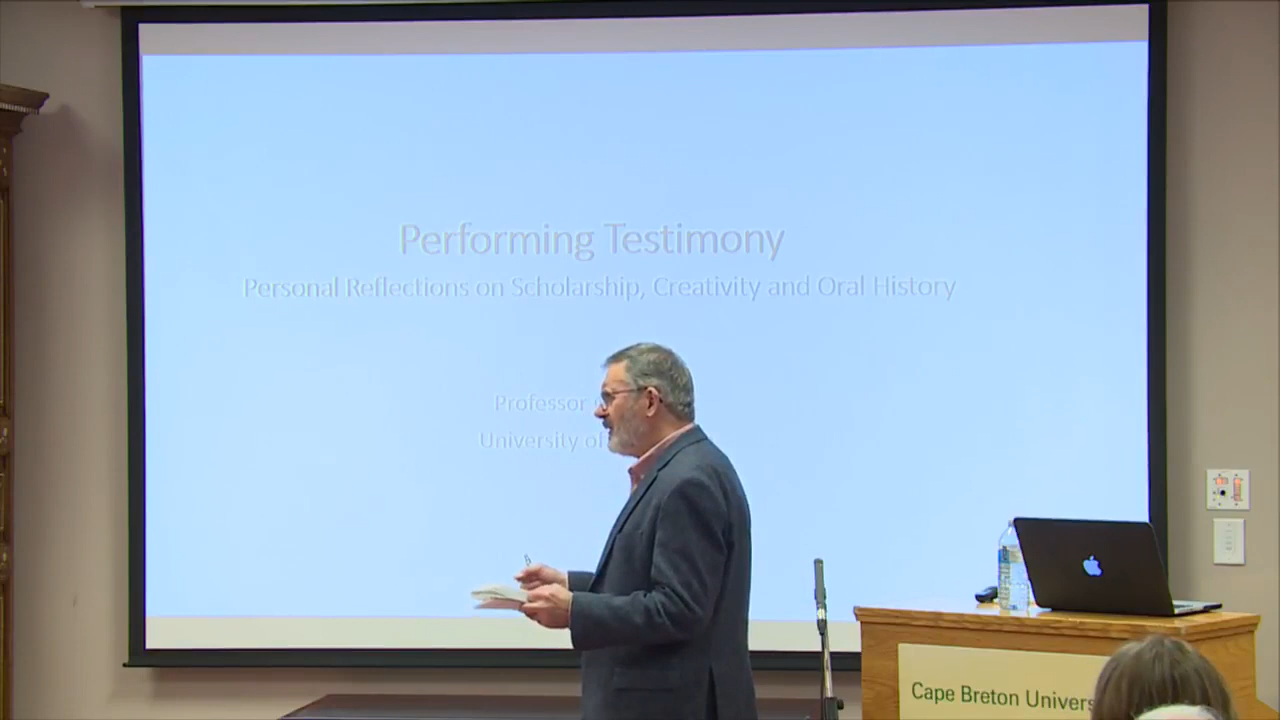 Performing Testimony
Personal Reflections on Scholarship, Creativity and Oral History
Professor
University of
Cape Breton Univers